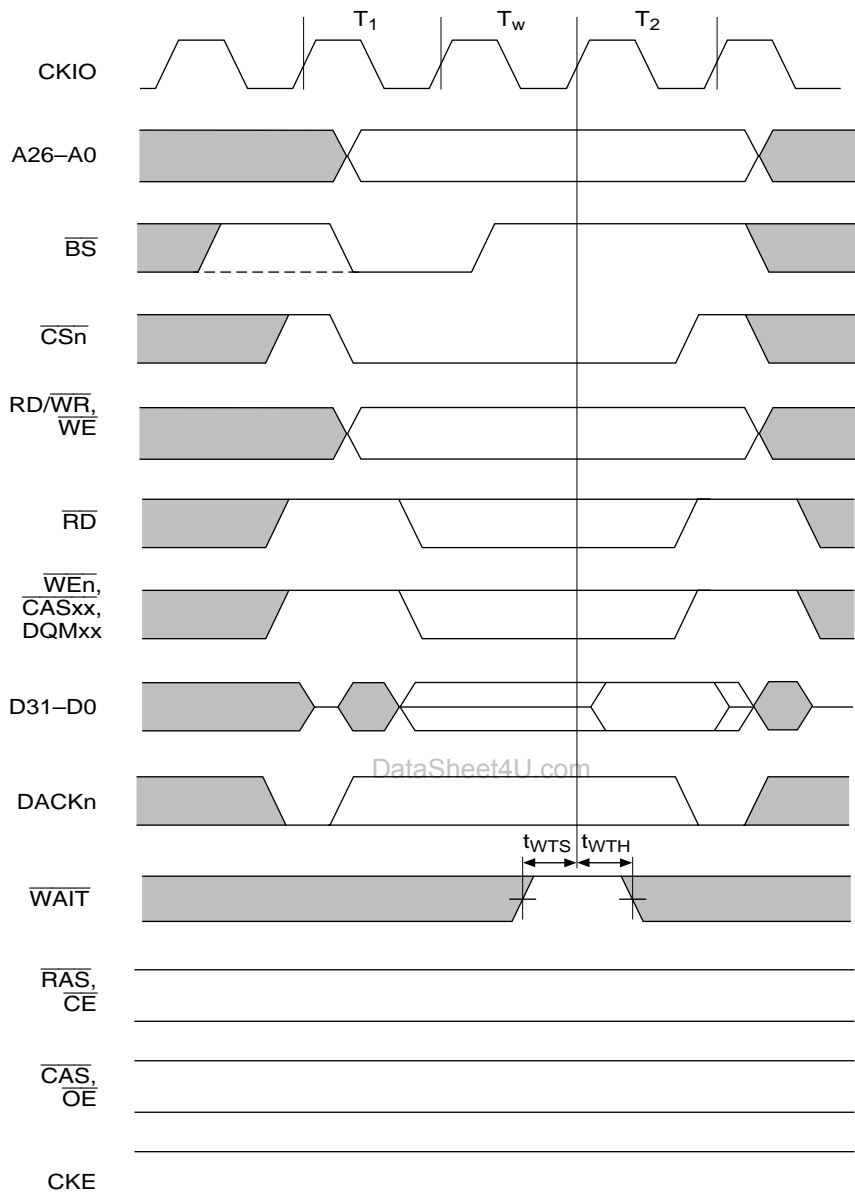 T1 Tw T2
CKIO
A26–A0
BS
CSn
RD/WR,
WE
RD
WEn,
CASxx,
DQMxx
D31–D0
DataSheet4U.com
DACKn
tWTS tWTH
WAIT
RAS,
CE
CAS,
OE
CKE